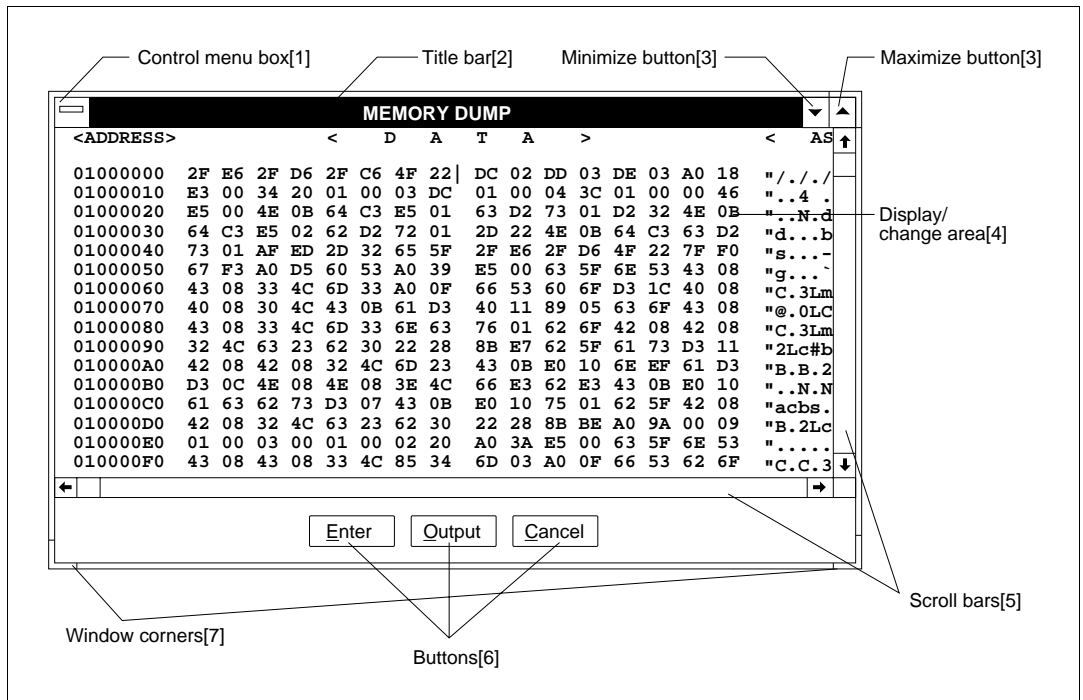 Control menu box[1] Title bar[2] Minimize button[3] Maximize button[3]
MEMORY DUMP
<ADDRESS> < D A T A > < AS
01000000 2F E6 2F D6 2F C6 4F 22 DC 02 DD 03 DE 03 A0 18 "/././
01000010 E3 00 34 20 01 00 03 DC 01 00 04 3C 01 00 00 46 "..4 .
01000020 E5 00 4E 0B 64 C3 E5 01 63 D2 73 01 D2 32 4E 0B "..N.d
01000030 64 C3 E5 02 62 D2 72 01 2D 22 4E 0B 64 C3 63 D2 "d...b
01000040 73 01 AF ED 2D 32 65 5F 2F E6 2F D6 4F 22 7F F0 "s...-
01000050 67 F3 A0 D5 60 53 A0 39 E5 00 63 5F 6E 53 43 08 "g...`
01000060 43 08 33 4C 6D 33 A0 0F 66 53 60 6F D3 1C 40 08 "C.3Lm
01000070 40 08 30 4C 43 0B 61 D3 40 11 89 05 63 6F 43 08 "@.0LC
01000080 43 08 33 4C 6D 33 6E 63 76 01 62 6F 42 08 42 08 "C.3Lm
01000090 32 4C 63 23 62 30 22 28 8B E7 62 5F 61 73 D3 11 "2Lc#b
010000A0 42 08 42 08 32 4C 6D 23 43 0B E0 10 6E EF 61 D3 "B.B.2
010000B0 D3 0C 4E 08 4E 08 3E 4C 66 E3 62 E3 43 0B E0 10 "..N.N
010000C0 61 63 62 73 D3 07 43 0B E0 10 75 01 62 5F 42 08 "acbs.
010000D0 42 08 32 4C 63 23 62 30 22 28 8B BE A0 9A 00 09 "B.2Lc
010000E0 01 00 03 00 01 00 02 20 A0 3A E5 00 63 5F 6E 53 ".....
010000F0 43 08 43 08 33 4C 85 34 6D 03 A0 0F 66 53 62 6F "C.C.3
Display/
change area[4]
Enter Output Cancel
Scroll bars[5]
Window corners[7]
Buttons[6]